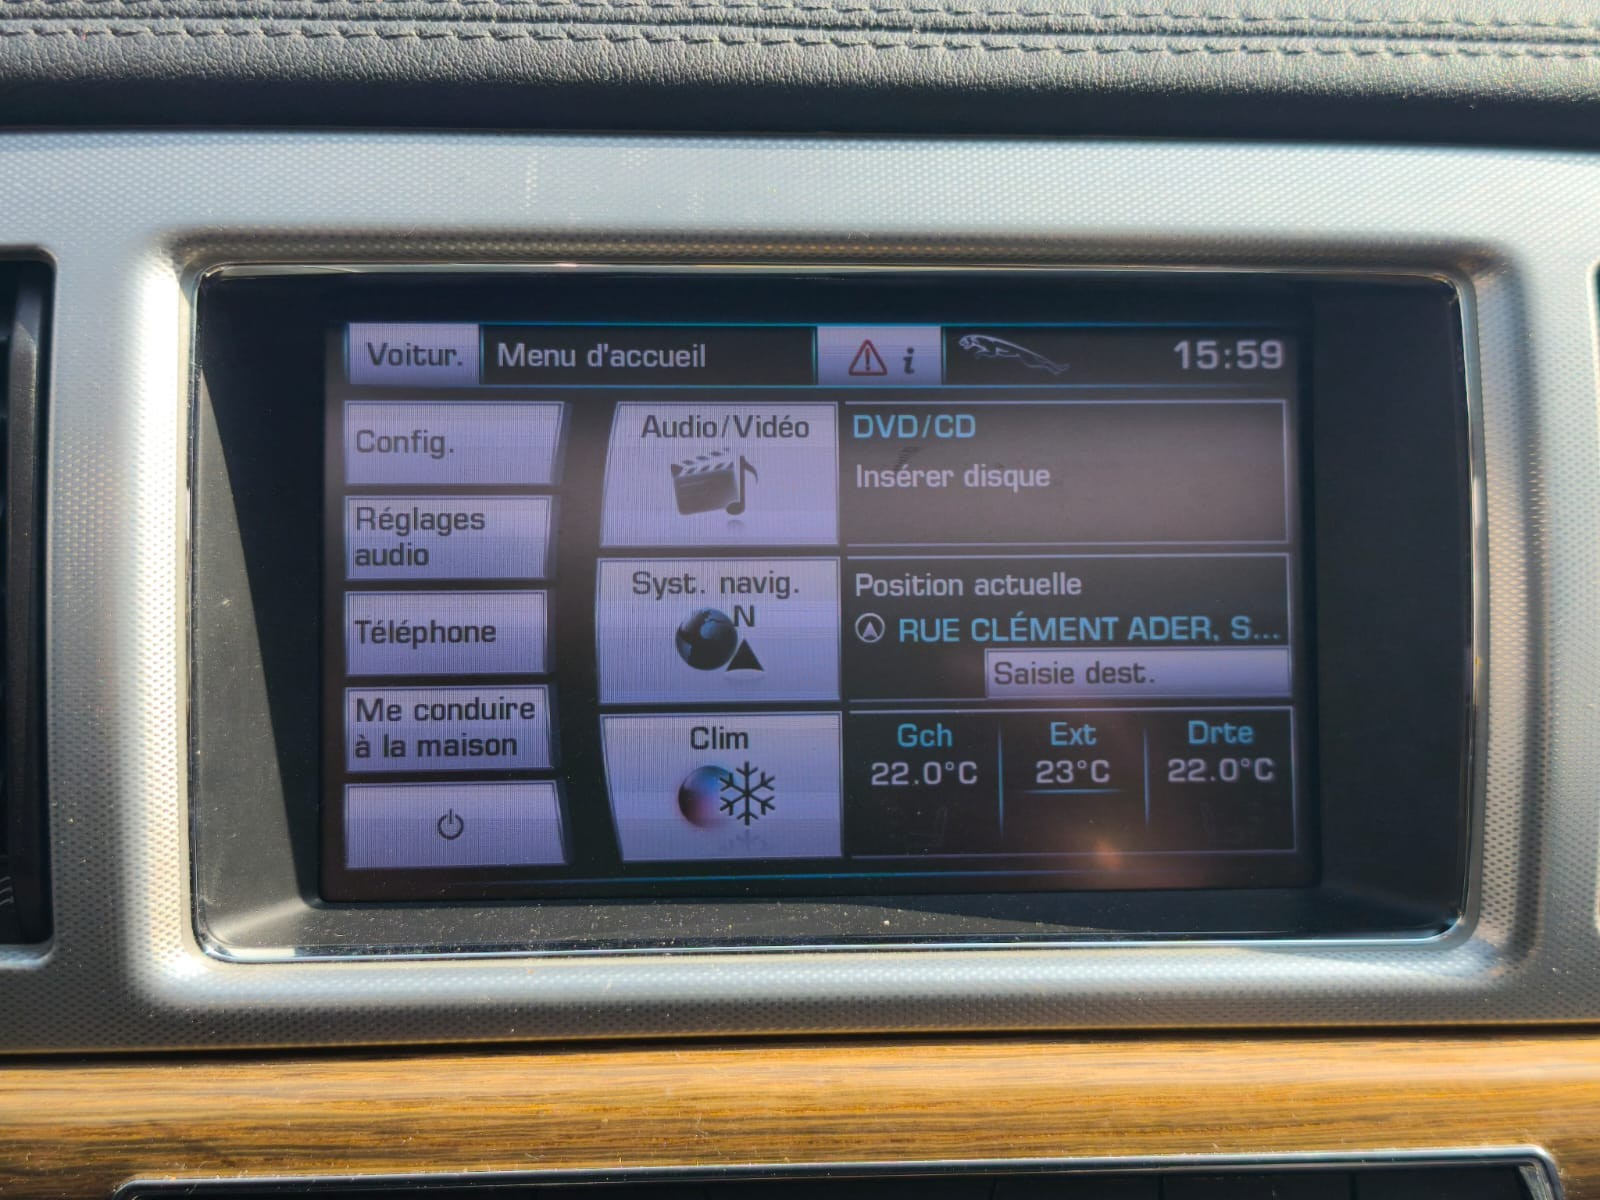 Voitur.
Menu d'accueil
i
15:59
Config.
Réglages
audio
Téléphone
Me conduire
à la maison
Audio/Vidéo
DVD/CD
Insérer disque
Syst. navig.
N
Position actuelle
RUE CLÉMENT ADER, S...
Saisie dest.
Clim
Gch
Ext
Drte
22.0°C
23°C
22.0°C